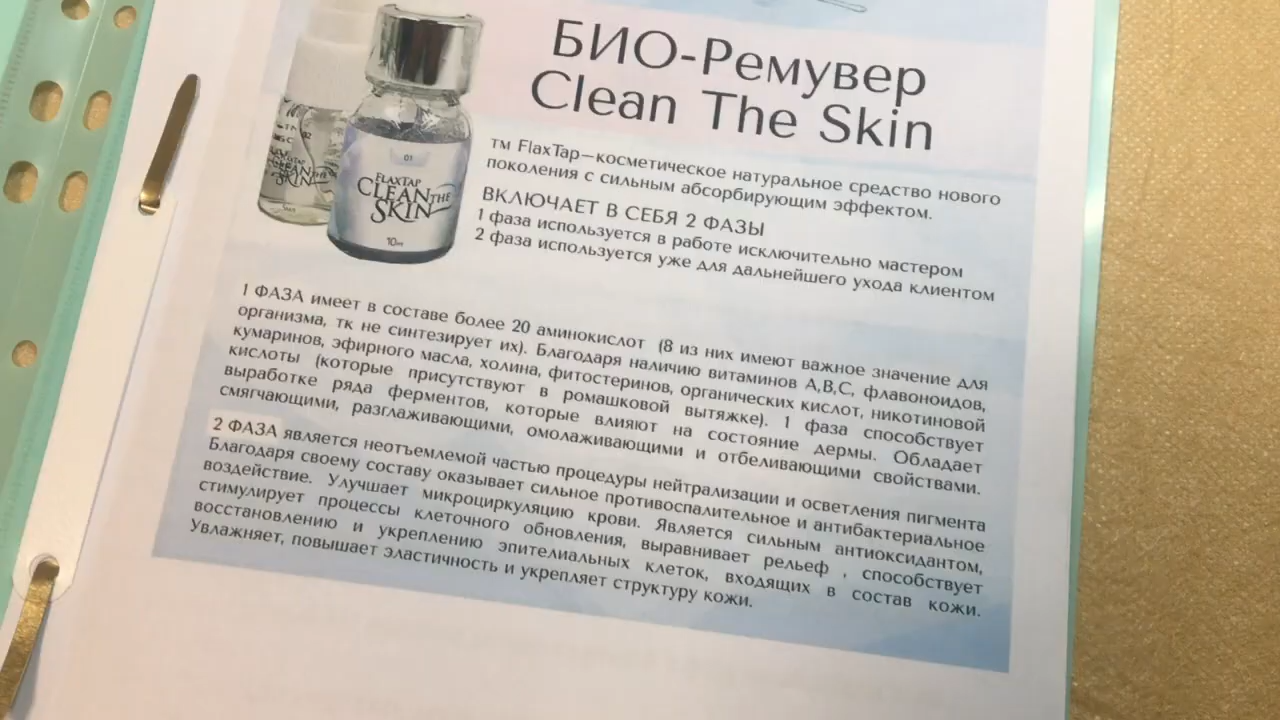 БИО-Ремувер
Clean The Skin
тм FlaxTap—косметическое натуральное средство нового
поколения с сильным абсорбирующим эффектом.
ВКЛЮЧАЕТ В СЕБЯ 2 ФАЗЫ
1 фаза используется в работе исключительно мастером
2 фаза используется уже для дальнейшего ухода клиентом
01
FLAXTAP
CLEAN THE
SKIN
10ml
CLEAN
SKIN
1 ФАЗА имеет в составе более 20 аминокислот (8 из них имеют важное значение для
организма, тк не синтезирует их). Благодаря наличию витаминов А,В,С, флавоноидов,
кумаринов, эфирного масла, холина, фитостеринов, органических кислот, никотиновой
кислоты (которые присутствуют в ромашковой вытяжке). 1 фаза способствует
выработке ряда ферментов, которые влияют на состояние дермы. Обладает
смягчающими, разглаживающими, омолаживающими и отбеливающими свойствами.
2 ФАЗА является неотъемлемой частью процедуры нейтрализации и осветления пигмента
Благодаря своему составу оказывает сильное противоспалительное и антибактериальное
воздействие. Улучшает микроциркуляцию крови. Является сильным антиоксидантом,
стимулирует процессы клеточного обновления, выравнивает рельеф , способствует
восстановлению и укреплению эпителиальных клеток, входящих в состав кожи.
Увлажняет, повышает эластичность и укрепляет структуру кожи.